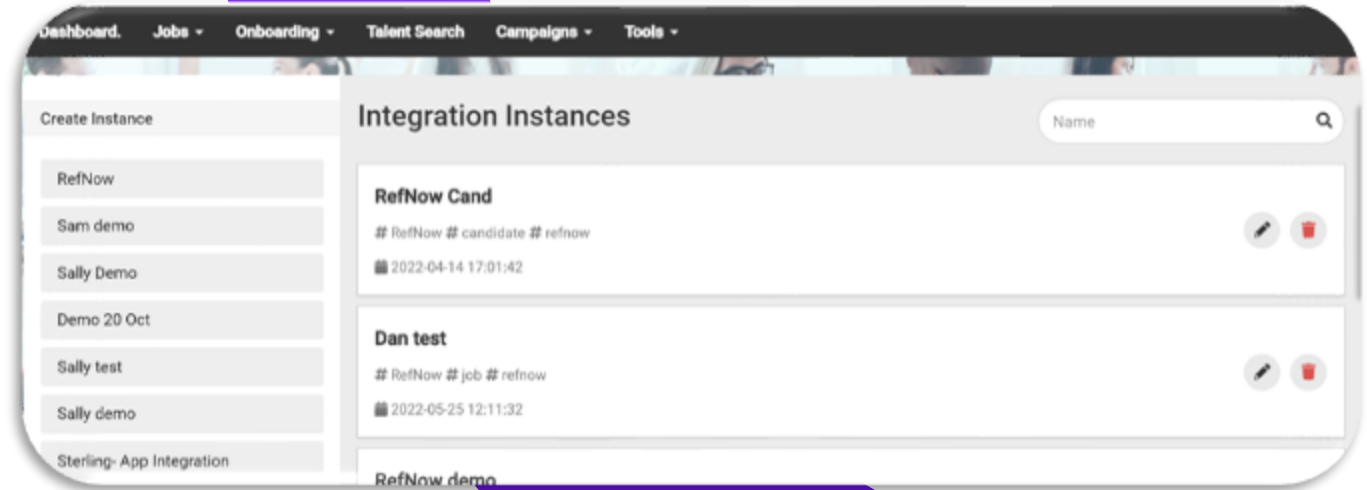 Dashboard. Jobs Onboarding Talent Search Campaigns Tools
Create Instance
RefNow
Sam demo
Sally Demo
Demo 20 Oct
Sally test
Sally demo
Sterling- App Integration
Integration Instances
Name
RefNow Cand
# RefNow # candidate # refnow
2022-04-14 17:01:42
Dan test
# RefNow # job # refnow
2022-05-25 12:11:32
RefNow demo